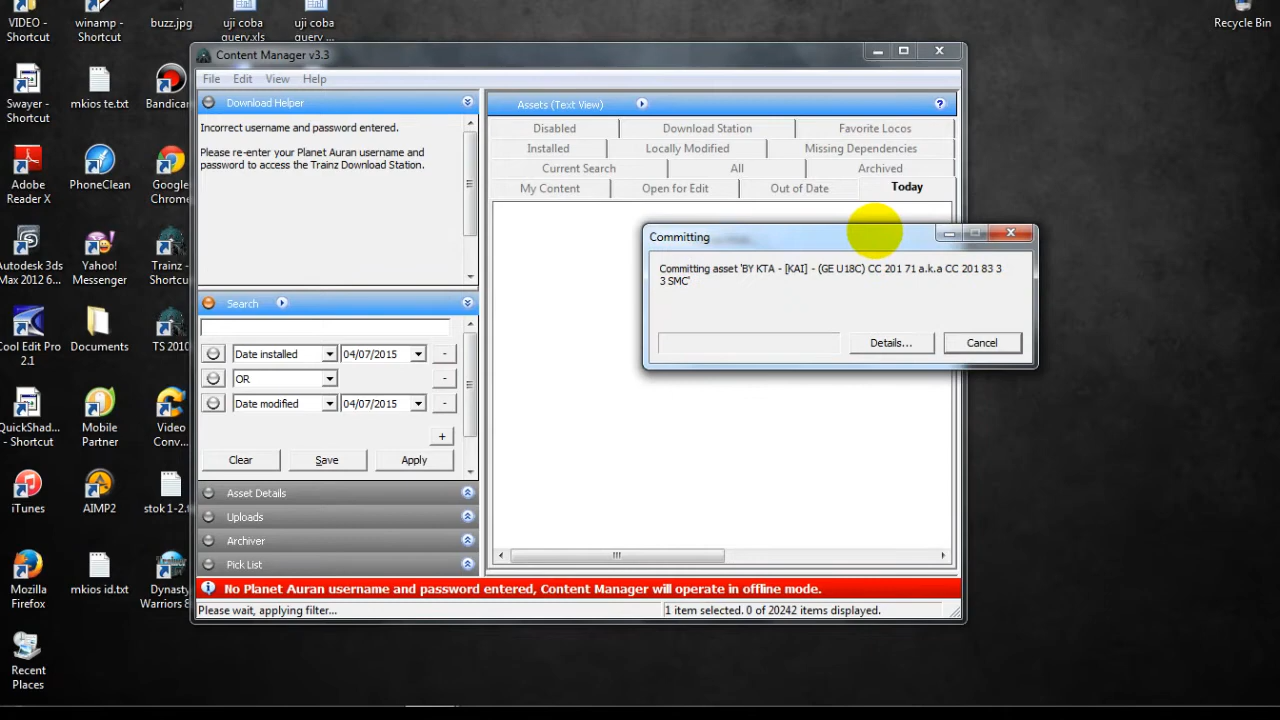 VIDEO -
Shortcut
winamp -
Shortcut
buzz.jpg
uji coba
query.xls
uji coba
query ...
Recycle Bin
Swayer -
Shortcut
mkios te.txt
Bandicam
Adobe
Reader X
PhoneClean
Google
Chrome
Autodesk 3ds
Max 2012 6...
Yahoo!
Messenger
Trainz -
Shortcut
Cool Edit Pro
2.1
Documents
TS 2010
QuickShad...
- Shortcut
Mobile
Partner
Video
Conv...
iTunes
AIMP2
stok 1-2.
Mozilla
Firefox
mkios id.txt
Dynasty
Warriors 8
Recent
Places
Content Manager v3.3
File Edit View Help
Download Helper
Incorrect username and password entered.
Please re-enter your Planet Auran username and
password to access the Trainz Download Station.
Search
Date installed 04/07/2015 -
OR -
Date modified 04/07/2015 -
+
Clear Save Apply
Asset Details
Uploads
Archiver
Pick List
Assets (Text View) ?
Disabled Download Station Favorite Locos
Installed Locally Modified Missing Dependencies
Current Search All Archived
My Content Open for Edit Out of Date Today
Committing
Committing asset 'BY KTA - [KAI] - (GE U18C) CC 201 71 a.k.a CC 201 83 3
3 SMC'
Details... Cancel
No Planet Auran username and password entered, Content Manager will operate in offline mode.
Please wait, applying filter... 1 item selected. 0 of 20242 items displayed.